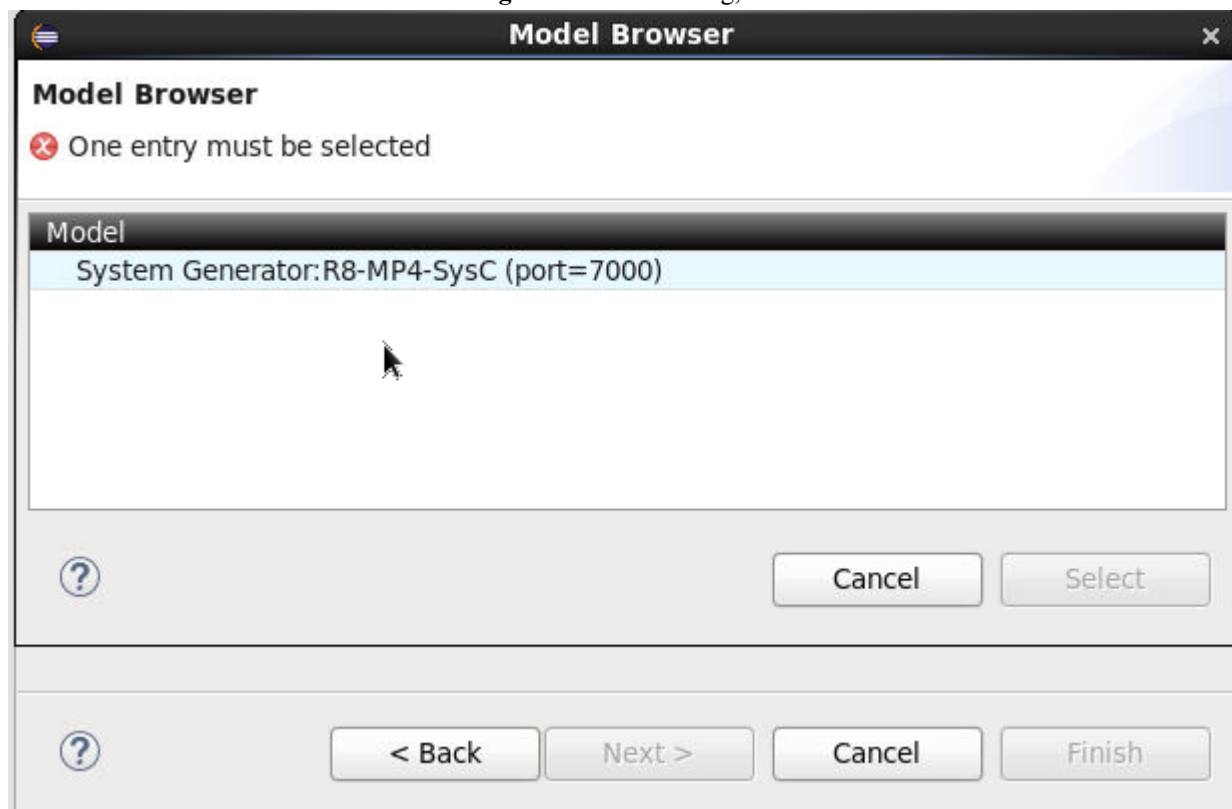 Model Browser
Model Browser
One entry must be selected
Model
System Generator:R8-MP4-SysC (port=7000)
Cancel
Select
< Back
Next >
Cancel
Finish